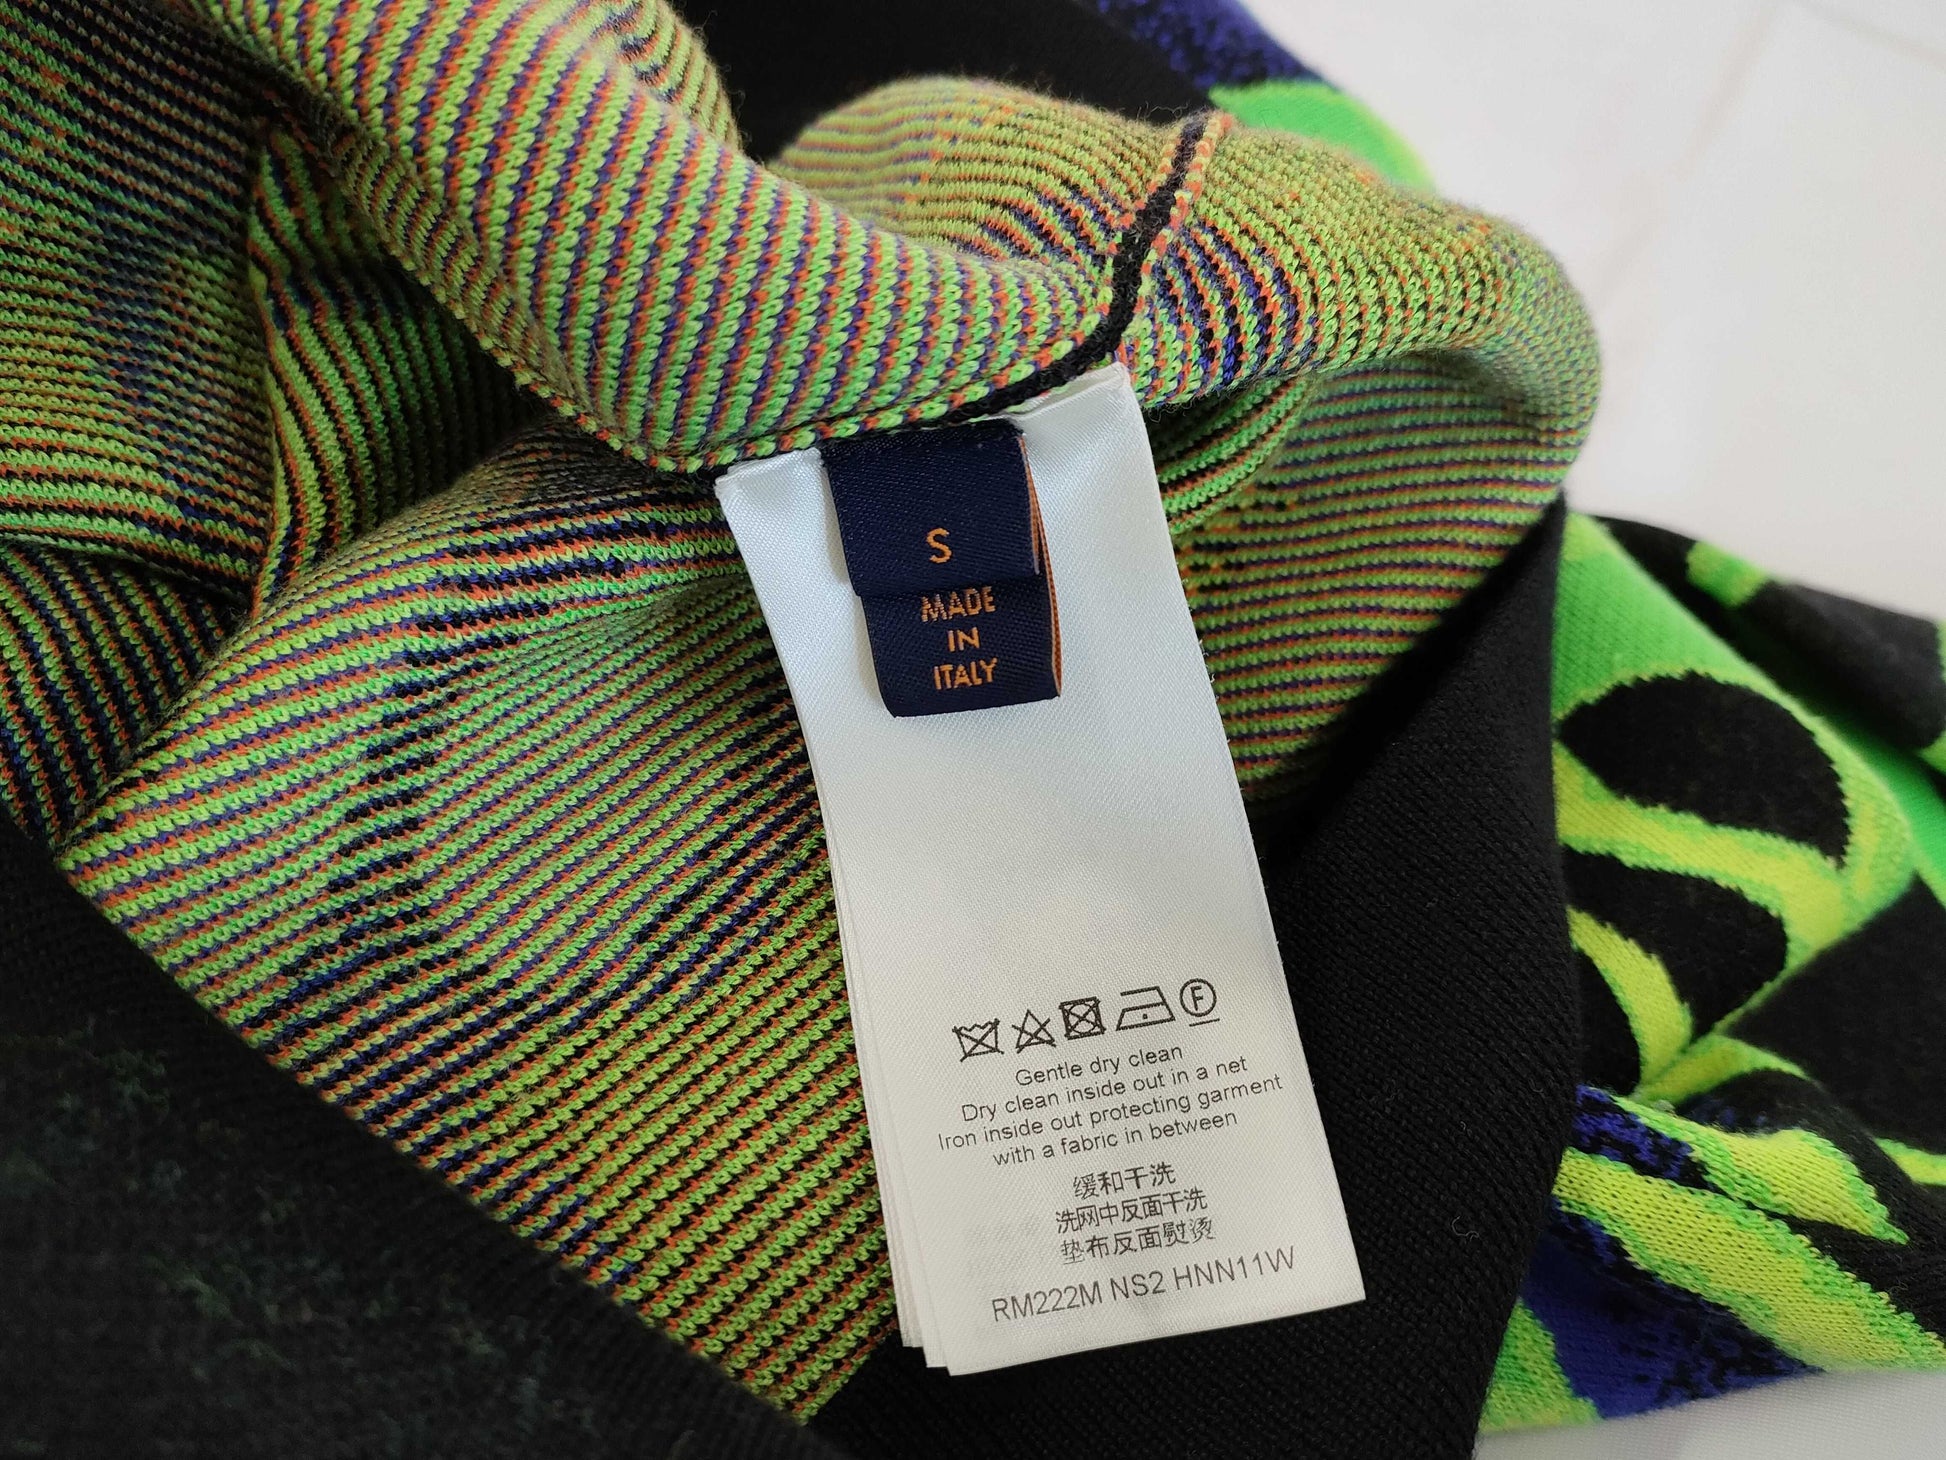 S
MADE
IN
ITALY
F
Gentle dry clean
Dry clean inside out in a net
Iron inside out protecting garment
with a fabric in between
缓和干洗
洗网中反面干洗
垫布反面熨烫
RM222M NS2 HNN11W